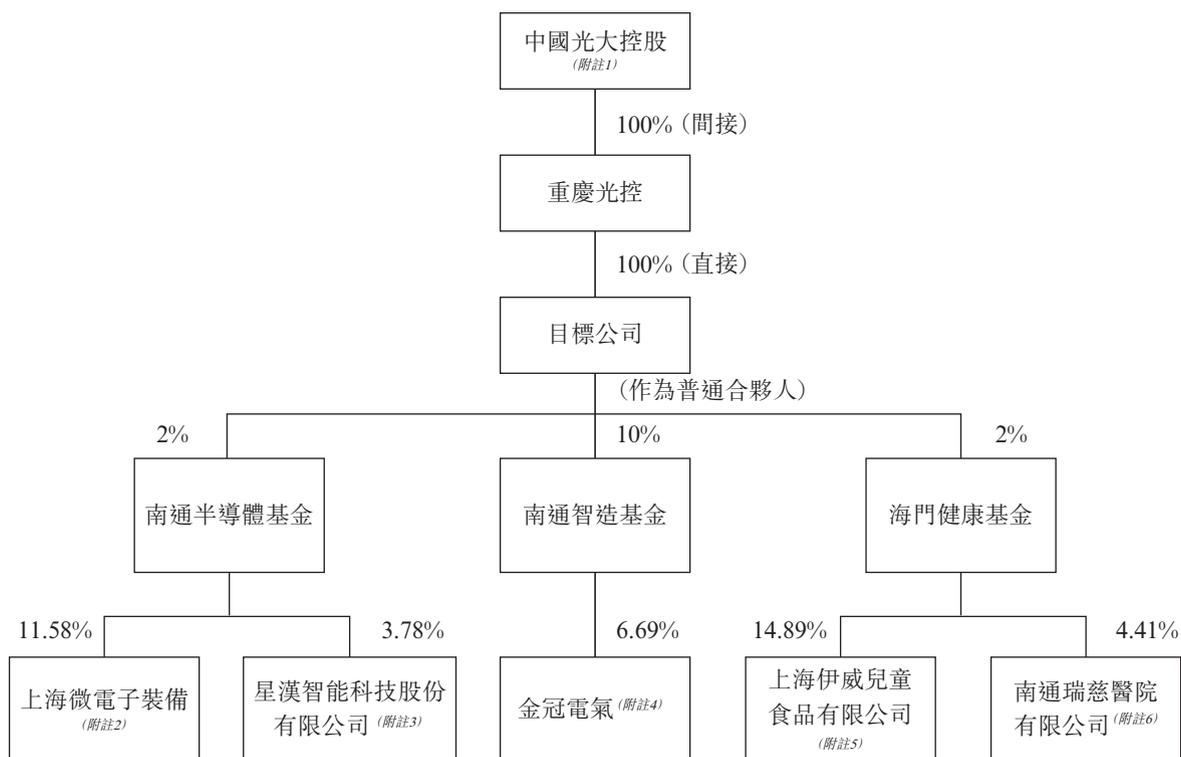 中國光大控股
(附註1)
100% (間接)
重慶光控
100% (直接)
目標公司
(作為普通合夥人)
2%
10%
2%
南通半導體基金
南通智造基金
海門健康基金
11.58%
3.78%
6.69%
14.89%
4.41%
上海微電子裝備
(附註2)
星漢智能科技股份
有限公司(附註3)
金冠電氣(附註4)
上海伊威兒童
食品有限公司
(附註5)
南通瑞慈醫院
有限公司(附註6)